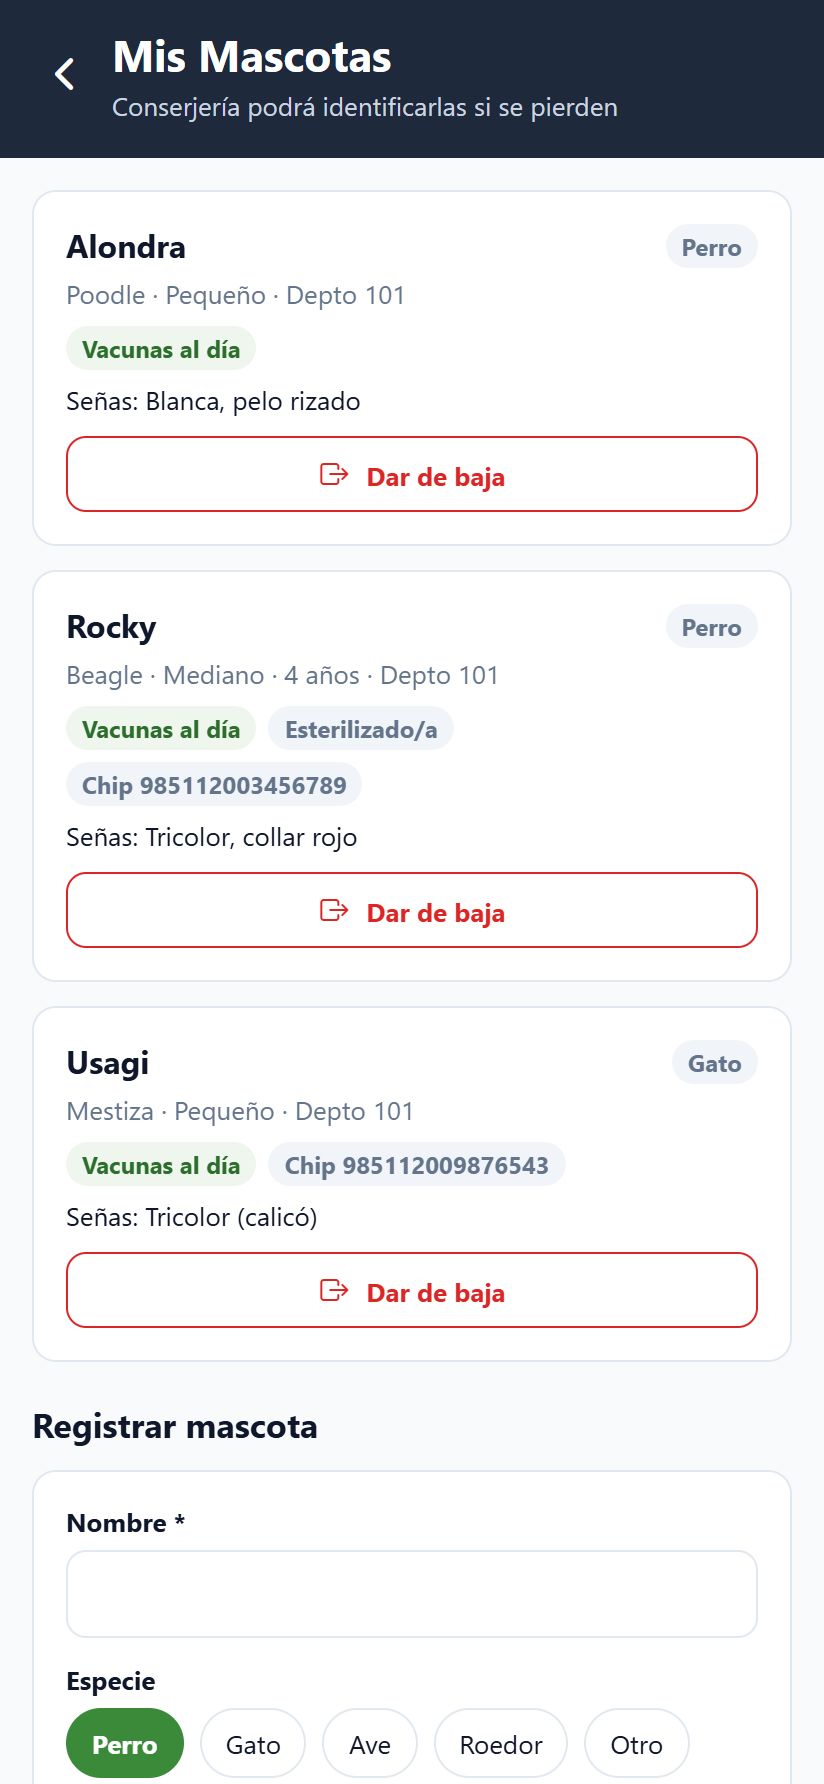 Mis Mascotas
Conserjería podrá identificarlas si se pierden
Alondra
Perro
Poodle · Pequeño · Depto 101
Vacunas al día
Señas: Blanca, pelo rizado
Dar de baja
Rocky
Perro
Beagle · Mediano · 4 años · Depto 101
Vacunas al día
Esterilizado/a
Chip 985112003456789
Señas: Tricolor, collar rojo
Dar de baja
Usagi
Gato
Mestiza · Pequeño · Depto 101
Vacunas al día
Chip 985112009876543
Señas: Tricolor (calicó)
Dar de baja
Registrar mascota
Nombre *
Especie
Perro
Gato
Ave
Roedor
Otro